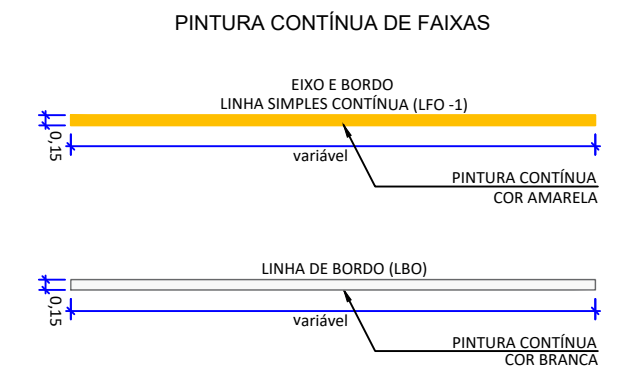 PINTURA CONTÍNUA DE FAIXAS
EIXO E BORDO
LINHA SIMPLES CONTÍNUA (LFO -1)
0,15
variável
PINTURA CONTÍNUA
COR AMARELA
LINHA DE BORDO (LBO)
0,15
variável
PINTURA CONTÍNUA
COR BRANCA